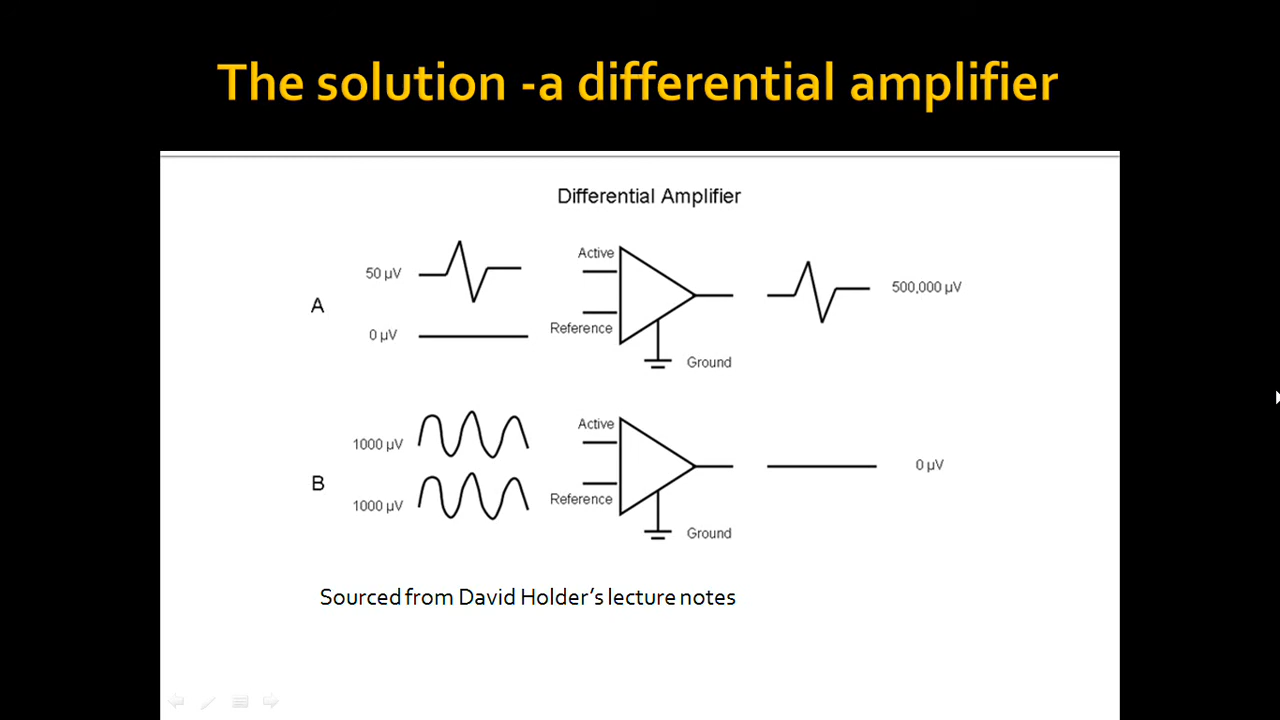 The solution -a differential amplifier
Differential Amplifier
A
50 µV
0 µV
Active
Reference
Ground
500,000 µV
B
1000 µV
1000 µV
Active
Reference
Ground
0 µV
Sourced from David Holder’s lecture notes